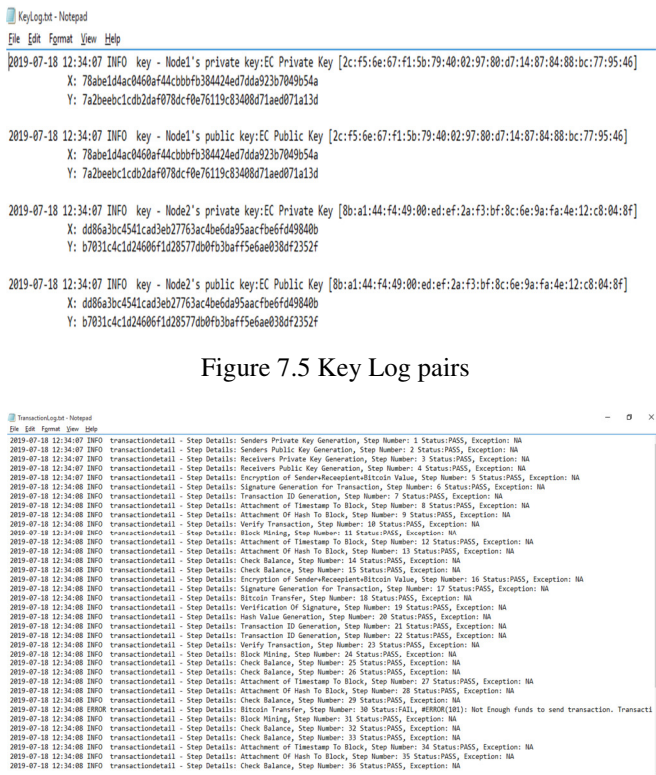 KeyLog.txt - Notepad
File Edit Format View Help
2019-07-18 12:34:07 INFO key - Node1's private key:EC Private Key [2c:f5:6e:67:f1:5b:79:40:02:97:80:d7:14:87:84:88:bc:77:95:46]
X: 78abe1d4ac0460af44cbbbfb384424ed7dda923b7049b54a
Y: 7a2beebc1cdb2daf078dcf0e76119c83408d71aed071a13d
2019-07-18 12:34:07 INFO key - Node1's public key:EC Public Key [2c:f5:6e:67:f1:5b:79:40:02:97:80:d7:14:87:84:88:bc:77:95:46]
X: 78abe1d4ac0460af44cbbbfb384424ed7dda923b7049b54a
Y: 7a2beebc1cdb2daf078dcf0e76119c83408d71aed071a13d
2019-07-18 12:34:07 INFO key - Node2's private key:EC Private Key [8b:a1:44:f4:49:00:ed:ef:2a:f3:bf:8c:6e:9a:fa:4e:12:c8:04:8f]
X: dd86a3bc4541cad3eb27763ac4be6da95aacfbe6fd49840b
Y: b7031c4c1d24606f1d28577db0fb3baff5e6ae038df2352f
2019-07-18 12:34:07 INFO key - Node2's public key:EC Public Key [8b:a1:44:f4:49:00:ed:ef:2a:f3:bf:8c:6e:9a:fa:4e:12:c8:04:8f]
X: dd86a3bc4541cad3eb27763ac4be6da95aacfbe6fd49840b
Y: b7031c4c1d24606f1d28577db0fb3baff5e6ae038df2352f
Figure 7.5 Key Log pairs
TransactionLog.txt - Notepad
File Edit Format View Help
2019-07-18 12:34:07 INFO transactiondetail - Step Details: Senders Private Key Generation, Step Number: 1 Status:PASS, Exception: NA
2019-07-18 12:34:07 INFO transactiondetail - Step Details: Senders Public Key Generation, Step Number: 2 Status:PASS, Exception: NA
2019-07-18 12:34:07 INFO transactiondetail - Step Details: Receivers Private Key Generation, Step Number: 3 Status:PASS, Exception: NA
2019-07-18 12:34:07 INFO transactiondetail - Step Details: Receivers Public Key Generation, Step Number: 4 Status:PASS, Exception: NA
2019-07-18 12:34:07 INFO transactiondetail - Step Details: Encryption of Sender+Receepient+Bitcoin Value, Step Number: 5 Status:PASS, Exception: NA
2019-07-18 12:34:08 INFO transactiondetail - Step Details: Signature Generation for Transaction, Step Number: 6 Status:PASS, Exception: NA
2019-07-18 12:34:08 INFO transactiondetail - Step Details: Transaction ID Generation, Step Number: 7 Status:PASS, Exception: NA
2019-07-18 12:34:08 INFO transactiondetail - Step Details: Attachment of Timestamp To Block, Step Number: 8 Status:PASS, Exception: NA
2019-07-18 12:34:08 INFO transactiondetail - Step Details: Attachment Of Hash To Block, Step Number: 9 Status:PASS, Exception: NA
2019-07-18 12:34:08 INFO transactiondetail - Step Details: Verify Transaction, Step Number: 10 Status:PASS, Exception: NA
2019-07-18 12:34:08 INFO transactiondetail - Step Details: Block Mining, Step Number: 11 Status:PASS, Exception: NA
2019-07-18 12:34:08 INFO transactiondetail - Step Details: Attachment of Timestamp To Block, Step Number: 12 Status:PASS, Exception: NA
2019-07-18 12:34:08 INFO transactiondetail - Step Details: Attachment Of Hash To Block, Step Number: 13 Status:PASS, Exception: NA
2019-07-18 12:34:08 INFO transactiondetail - Step Details: Check Balance, Step Number: 14 Status:PASS, Exception: NA
2019-07-18 12:34:08 INFO transactiondetail - Step Details: Check Balance, Step Number: 15 Status:PASS, Exception: NA
2019-07-18 12:34:08 INFO transactiondetail - Step Details: Encryption of Sender+Receepient+Bitcoin Value, Step Number: 16 Status:PASS, Exception: NA
2019-07-18 12:34:08 INFO transactiondetail - Step Details: Signature Generation for Transaction, Step Number: 17 Status:PASS, Exception: NA
2019-07-18 12:34:08 INFO transactiondetail - Step Details: Bitcoin Transfer, Step Number: 18 Status:PASS, Exception: NA
2019-07-18 12:34:08 INFO transactiondetail - Step Details: Verification Of Signature, Step Number: 19 Status:PASS, Exception: NA
2019-07-18 12:34:08 INFO transactiondetail - Step Details: Hash Value Generation, Step Number: 20 Status:PASS, Exception: NA
2019-07-18 12:34:08 INFO transactiondetail - Step Details: Transaction ID Generation, Step Number: 21 Status:PASS, Exception: NA
2019-07-18 12:34:08 INFO transactiondetail - Step Details: Transaction ID Generation, Step Number: 22 Status:PASS, Exception: NA
2019-07-18 12:34:08 INFO transactiondetail - Step Details: Verify Transaction, Step Number: 23 Status:PASS, Exception: NA
2019-07-18 12:34:08 INFO transactiondetail - Step Details: Block Mining, Step Number: 24 Status:PASS, Exception: NA
2019-07-18 12:34:08 INFO transactiondetail - Step Details: Check Balance, Step Number: 25 Status:PASS, Exception: NA
2019-07-18 12:34:08 INFO transactiondetail - Step Details: Check Balance, Step Number: 26 Status:PASS, Exception: NA
2019-07-18 12:34:08 INFO transactiondetail - Step Details: Attachment of Timestamp To Block, Step Number: 27 Status:PASS, Exception: NA
2019-07-18 12:34:08 INFO transactiondetail - Step Details: Attachment Of Hash To Block, Step Number: 28 Status:PASS, Exception: NA
2019-07-18 12:34:08 INFO transactiondetail - Step Details: Check Balance, Step Number: 29 Status:PASS, Exception: NA
2019-07-18 12:34:08 ERROR transactiondetail - Step Details: Bitcoin Transfer, Step Number: 30 Status:FAIL, #ERROR(101): Not Enough funds to send transaction. Transacti
2019-07-18 12:34:08 INFO transactiondetail - Step Details: Block Mining, Step Number: 31 Status:PASS, Exception: NA
2019-07-18 12:34:08 INFO transactiondetail - Step Details: Check Balance, Step Number: 32 Status:PASS, Exception: NA
2019-07-18 12:34:08 INFO transactiondetail - Step Details: Check Balance, Step Number: 33 Status:PASS, Exception: NA
2019-07-18 12:34:08 INFO transactiondetail - Step Details: Attachment of Timestamp To Block, Step Number: 34 Status:PASS, Exception: NA
2019-07-18 12:34:08 INFO transactiondetail - Step Details: Attachment Of Hash To Block, Step Number: 35 Status:PASS, Exception: NA
2019-07-18 12:34:08 INFO transactiondetail - Step Details: Check Balance, Step Number: 36 Status:PASS, Exception: NA